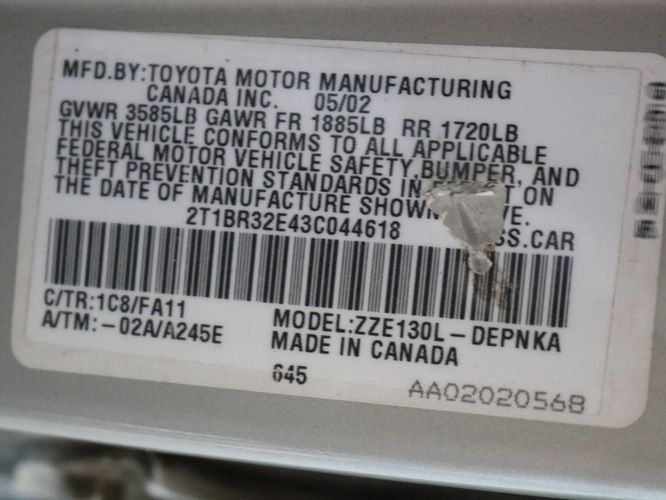 MFD.BY:TOYOTA MOTOR MANUFACTURING
CANADA INC. 05/02
GVWR 3585LB GAWR FR 1885LB RR 1720LB
THIS VEHICLE CONFORMS TO ALL APPLICABLE
FEDERAL MOTOR VEHICLE SAFETY,BUMPER, AND
THEFT PREVENTION STANDARDS IN ON
THE DATE OF MANUFACTURE
2T1BR32E43C044618 CAR
C/TR:1C8/FA11
A/TM:-02A/A245E
MODEL:ZZE130L-DEPNKA
MADE IN CANADA
645
AA02020568